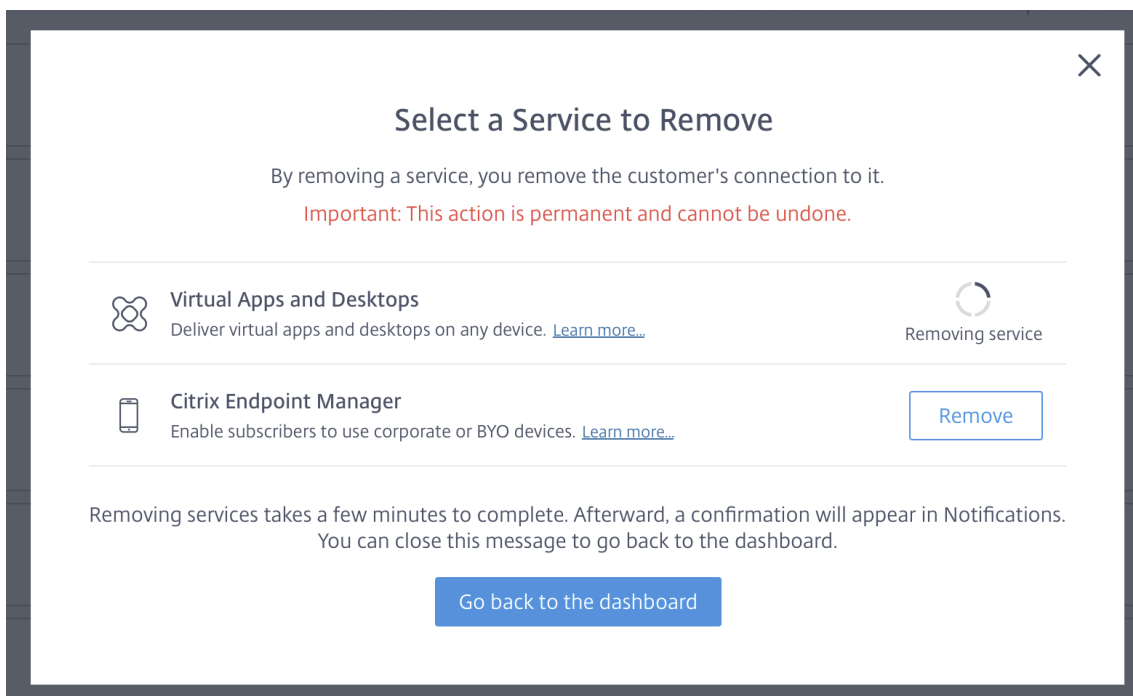 Select a Service to Remove
By removing a service, you remove the customer's connection to it.
Important: This action is permanent and cannot be undone.
Virtual Apps and Desktops
Deliver virtual apps and desktops on any device. Learn more...
Removing service
Citrix Endpoint Manager
Enable subscribers to use corporate or BYO devices. Learn more...
Remove
Removing services takes a few minutes to complete. Afterward, a confirmation will appear in Notifications.
You can close this message to go back to the dashboard.
Go back to the dashboard